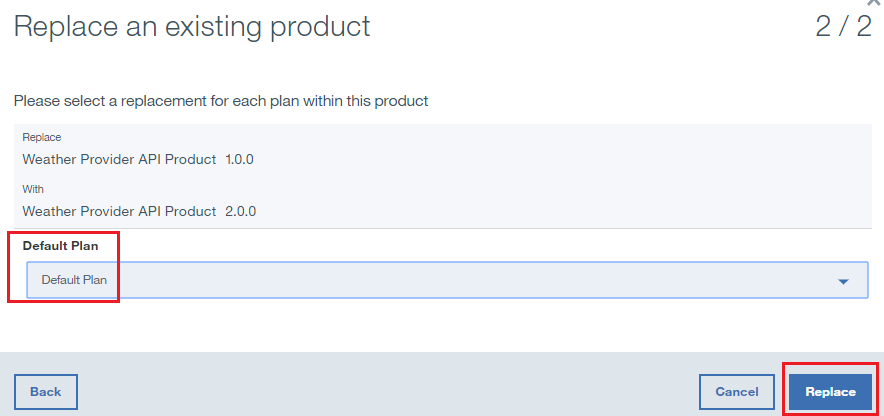 Replace an existing product 2 / 2
Please select a replacement for each plan within this product
Replace
Weather Provider API Product 1.0.0
With
Weather Provider API Product 2.0.0
Default Plan
Default Plan
Back Cancel Replace